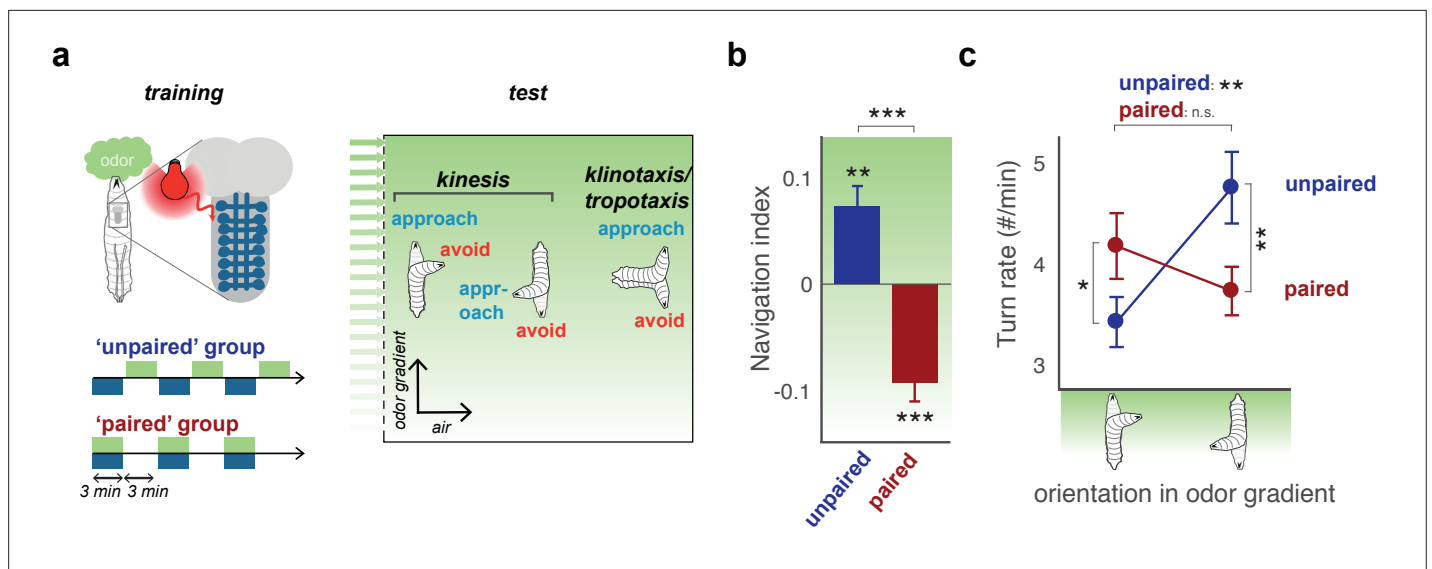 a
training
odor
'unpaired' group
'paired' group
3 min 3 min
test
kinesis
klinotaxis/
tropotaxis
approach
avoid
appr-
oach
avoid
approach
avoid
odor gradient
air
b
***
**
***
Navigation index
0.1
0
-0.1
unpaired
paired
c
unpaired: **
paired: n.s.
Turn rate (#/min)
5
4
3
*
**
unpaired
paired
orientation in odor gradient